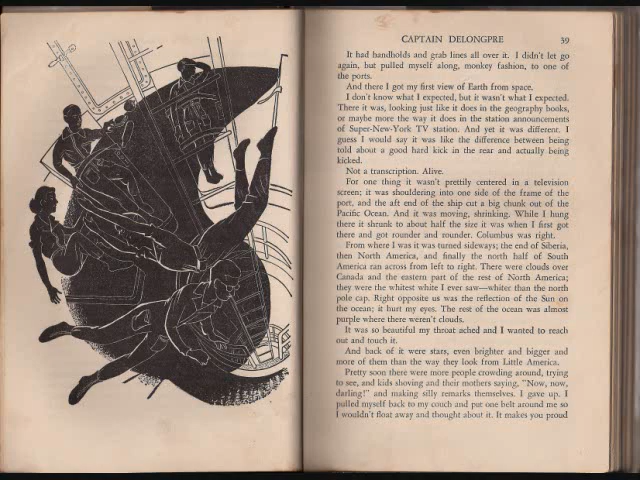 CAPTAIN DELONGPRE 39
It had handholds and grab lines all over it. I didn't let go
again, but pulled myself along, monkey fashion, to one of
the ports.
And there I got my first view of Earth from space.
I don't know what I expected, but it wasn't what I expected.
There it was, looking just like it does in the geography books,
or maybe more the way it does in the station announcements
of Super-New-York TV station. And yet it was different. I
guess I would say it was like the difference between being
told about a good hard kick in the rear and actually being
kicked.
Not a transcription. Alive.
For one thing it wasn't prettily centered in a television
screen; it was shouldering into one side of the frame of the
port, and the aft end of the ship cut a big chunk out of the
Pacific Ocean. And it was moving, shrinking. While I hung
there it shrunk to about half the size it was when I first got
there and got rounder and rounder. Columbus was right.
From where I was it was turned sideways; the end of Siberia,
then North America, and finally the north half of South
America ran across from left to right. There were clouds over
Canada and the eastern part of the rest of North America;
they were the whitest white I ever saw—whiter than the north
pole cap. Right opposite us was the reflection of the Sun on
the ocean; it hurt my eyes. The rest of the ocean was almost
purple where there weren't clouds.
It was so beautiful my throat ached and I wanted to reach
out and touch it.
And back of it were stars, even brighter and bigger and
more of them than the way they look from Little America.
Pretty soon there were more people crowding around, trying
to see, and kids shoving and their mothers saying, "Now, now,
darling!" and making silly remarks themselves. I gave up. I
pulled myself back to my couch and put one belt around me so
I wouldn't float away and thought about it. It makes you proud